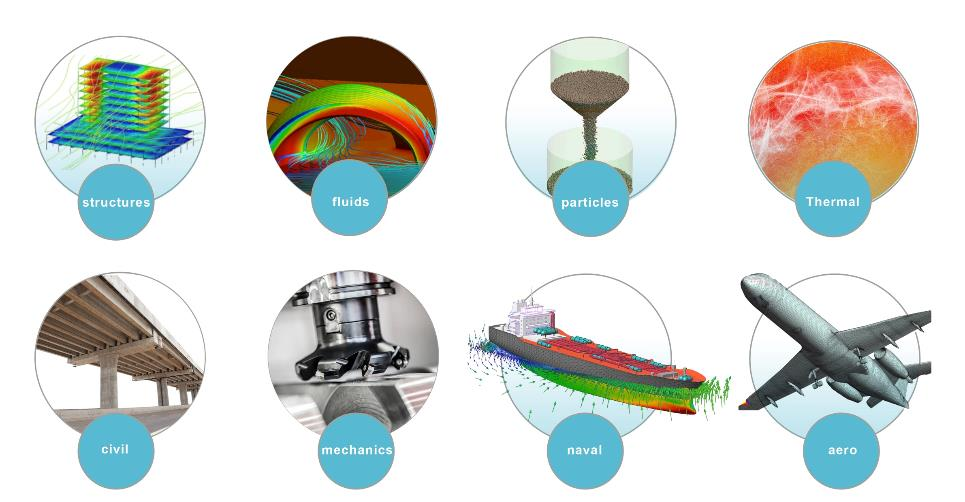 structures
fluids
particles
Thermal
civil
mechanics
naval
aero